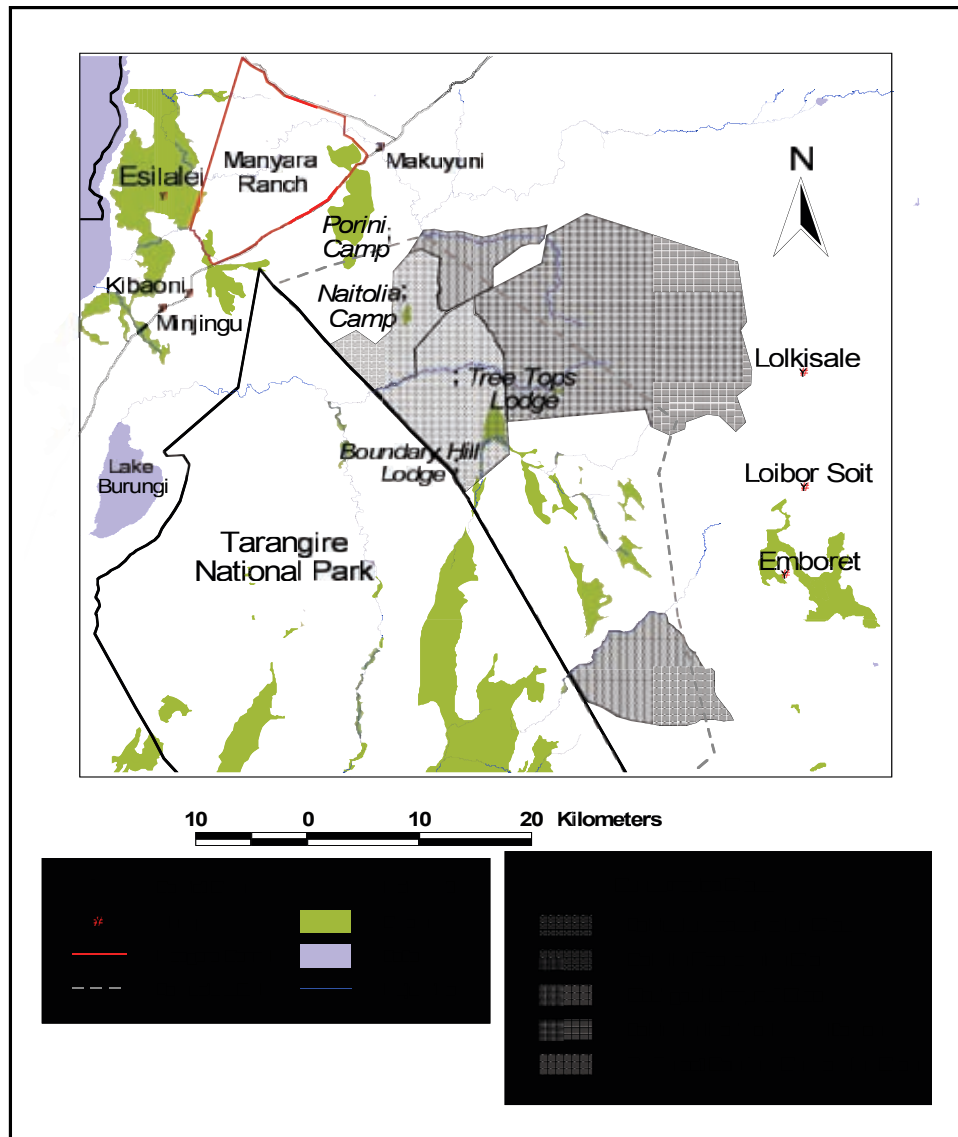 N
Makuyuni
Manyara
Ranch
Esilalei
Porini
Camp
Kibaoni
Naitolia
Camp
Minjingu
Lolkisale
Tree Tops
Lodge
Boundary Hill
Lodge
Lake
Burungi
Loibor Soit
Tarangire
National Park
Emboret
10 0 10 20 Kilometers